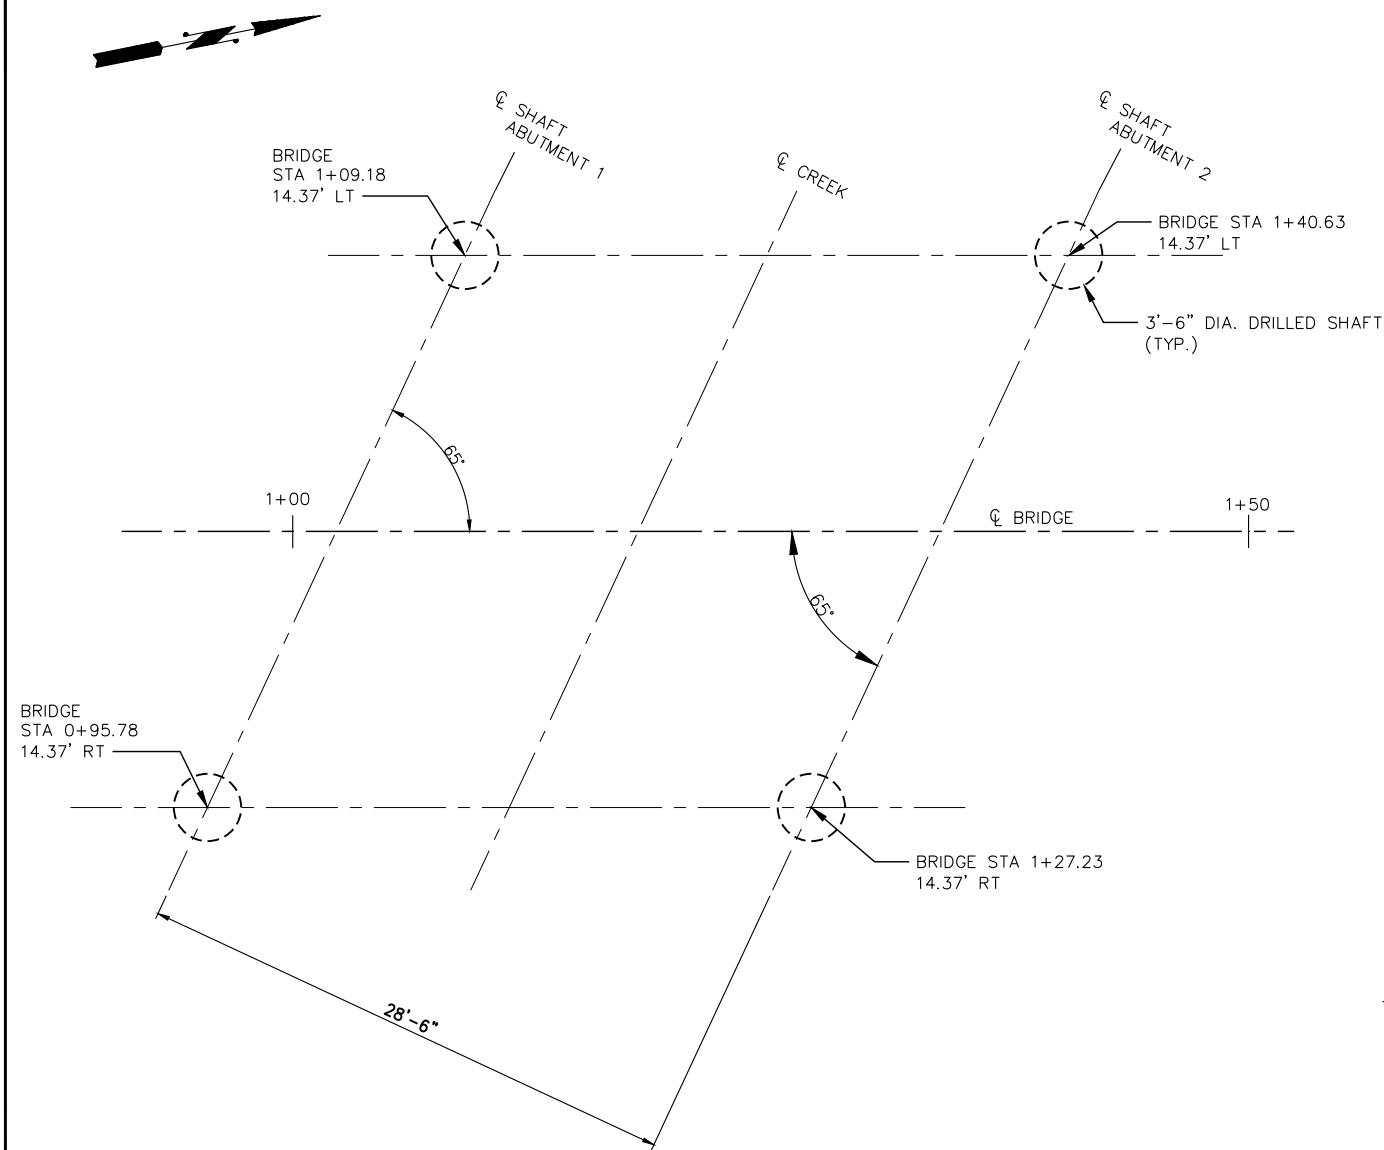 ℄ SHAFT
ABUTMENT 1
℄ SHAFT
ABUTMENT 2
℄ CREEK
BRIDGE
STA 1+09.18
14.37' LT
BRIDGE STA 1+40.63
14.37' LT
3'-6" DIA. DRILLED SHAFT
(TYP.)
65°
1+00
℄ BRIDGE
1+50
65°
BRIDGE
STA 0+95.78
14.37' RT
BRIDGE STA 1+27.23
14.37' RT
28'-6"